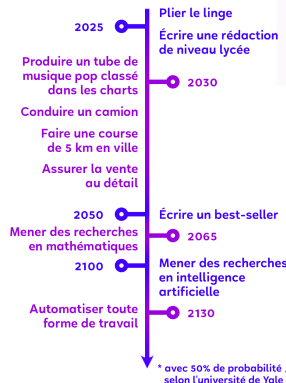 Plier le linge
2025
Écrire une rédaction
de niveau lycée
Produire un tube de
musique pop classé
dans les charts
2030
Conduire un camion
Faire une course
de 5 km en ville
Assurer la vente
au détail
2050
Écrire un best-seller
Mener des recherches
en mathématiques
2065
2100
Mener des recherches
en intelligence
artificielle
Automatiser toute
forme de travail
2130
* avec 50% de probabilité,
selon l'université de Yale